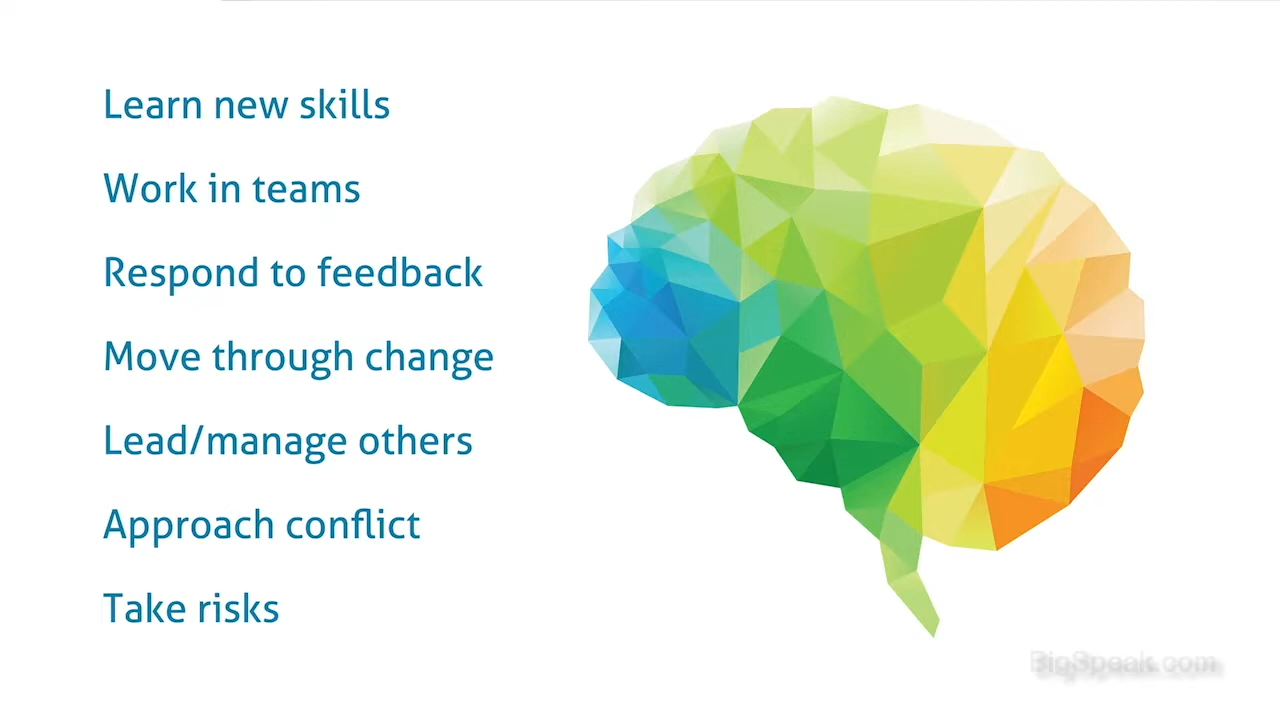 Learn new skills
Work in teams
Respond to feedback
Move through change
Lead/manage others
Approach conflict
Take risks
BigSpeak.com